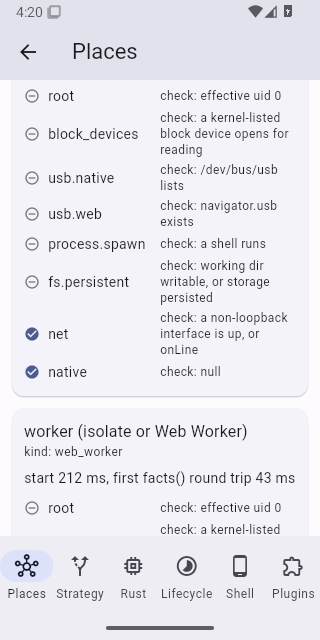 4:20
Places
root
check: effective uid 0
block_devices
check: a kernel-listed
block device opens for
reading
usb.native
check: /dev/bus/usb
lists
usb.web
check: navigator.usb
exists
process.spawn
check: a shell runs
fs.persistent
check: working dir
writable, or storage
persisted
net
check: a non-loopback
interface is up, or
onLine
native
check: null
worker (isolate or Web Worker)
kind: web_worker
start 212 ms, first facts() round trip 43 ms
root
check: effective uid 0
check: a kernel-listed
Places
Strategy
Rust
Lifecycle
Shell
Plugins